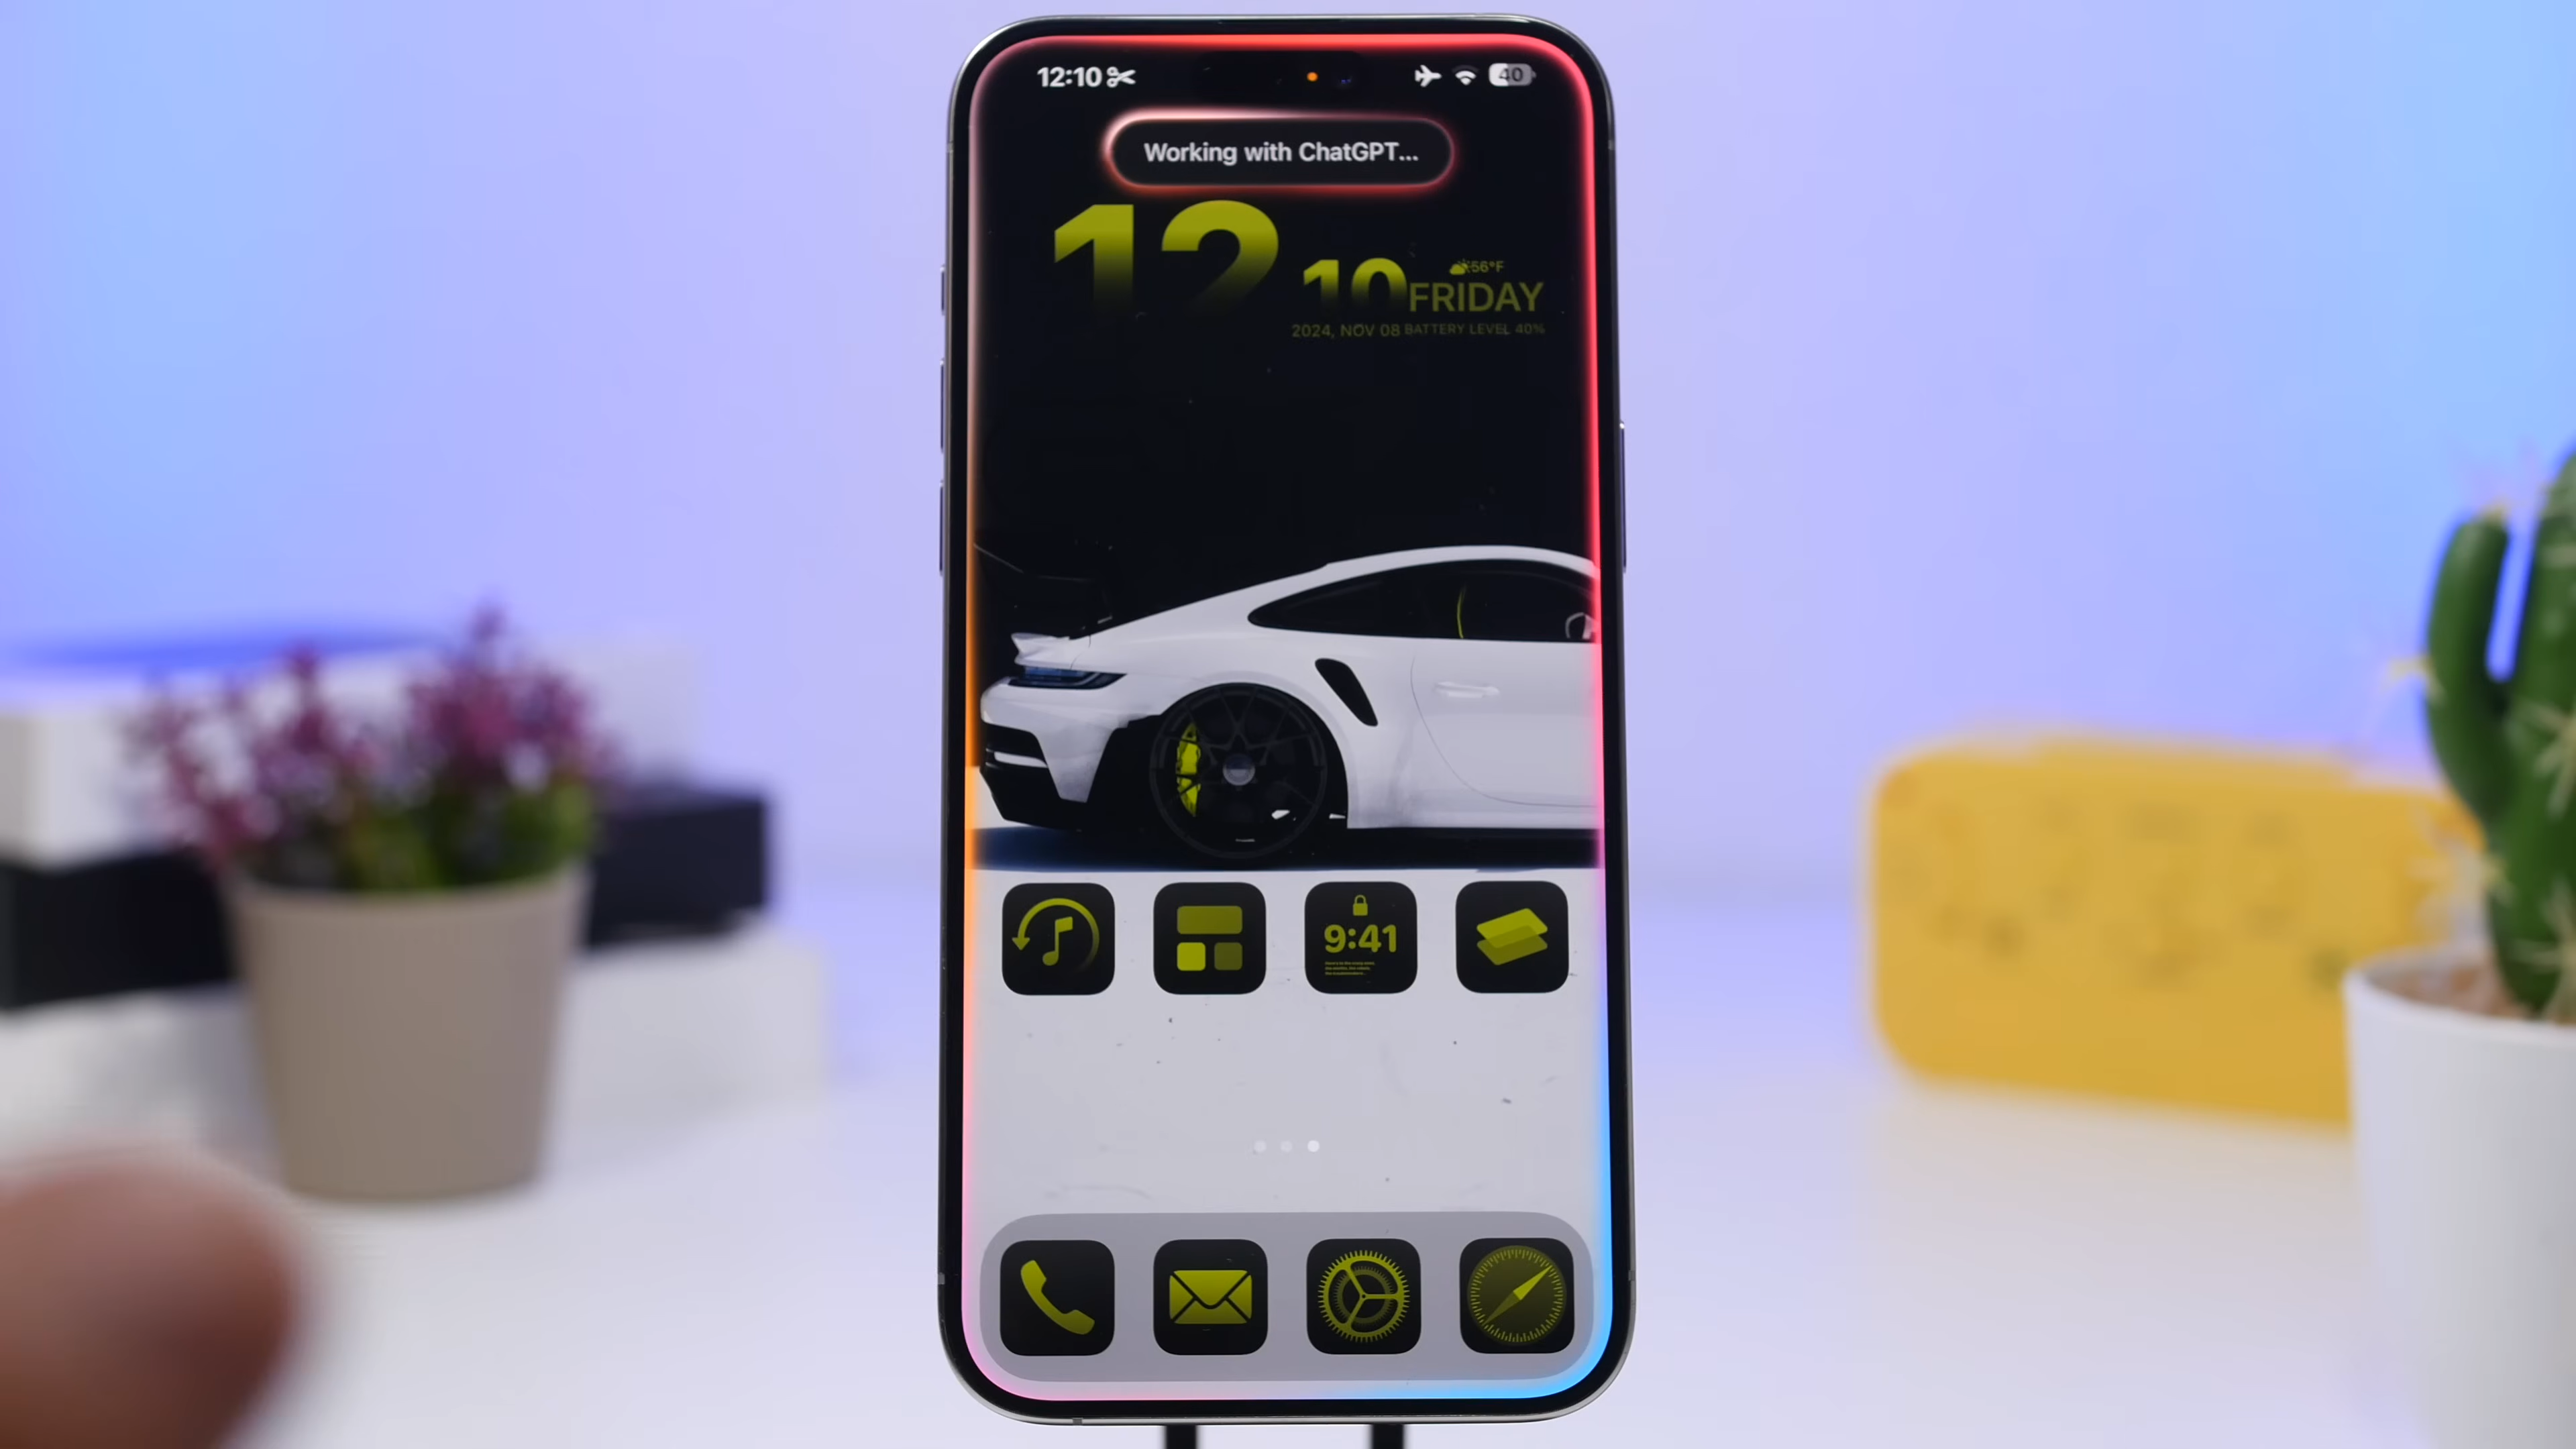 12:10
40
Working with ChatGPT...
12
10
56°F
FRIDAY
2024, NOV 08 BATTERY LEVEL 40%
9:41